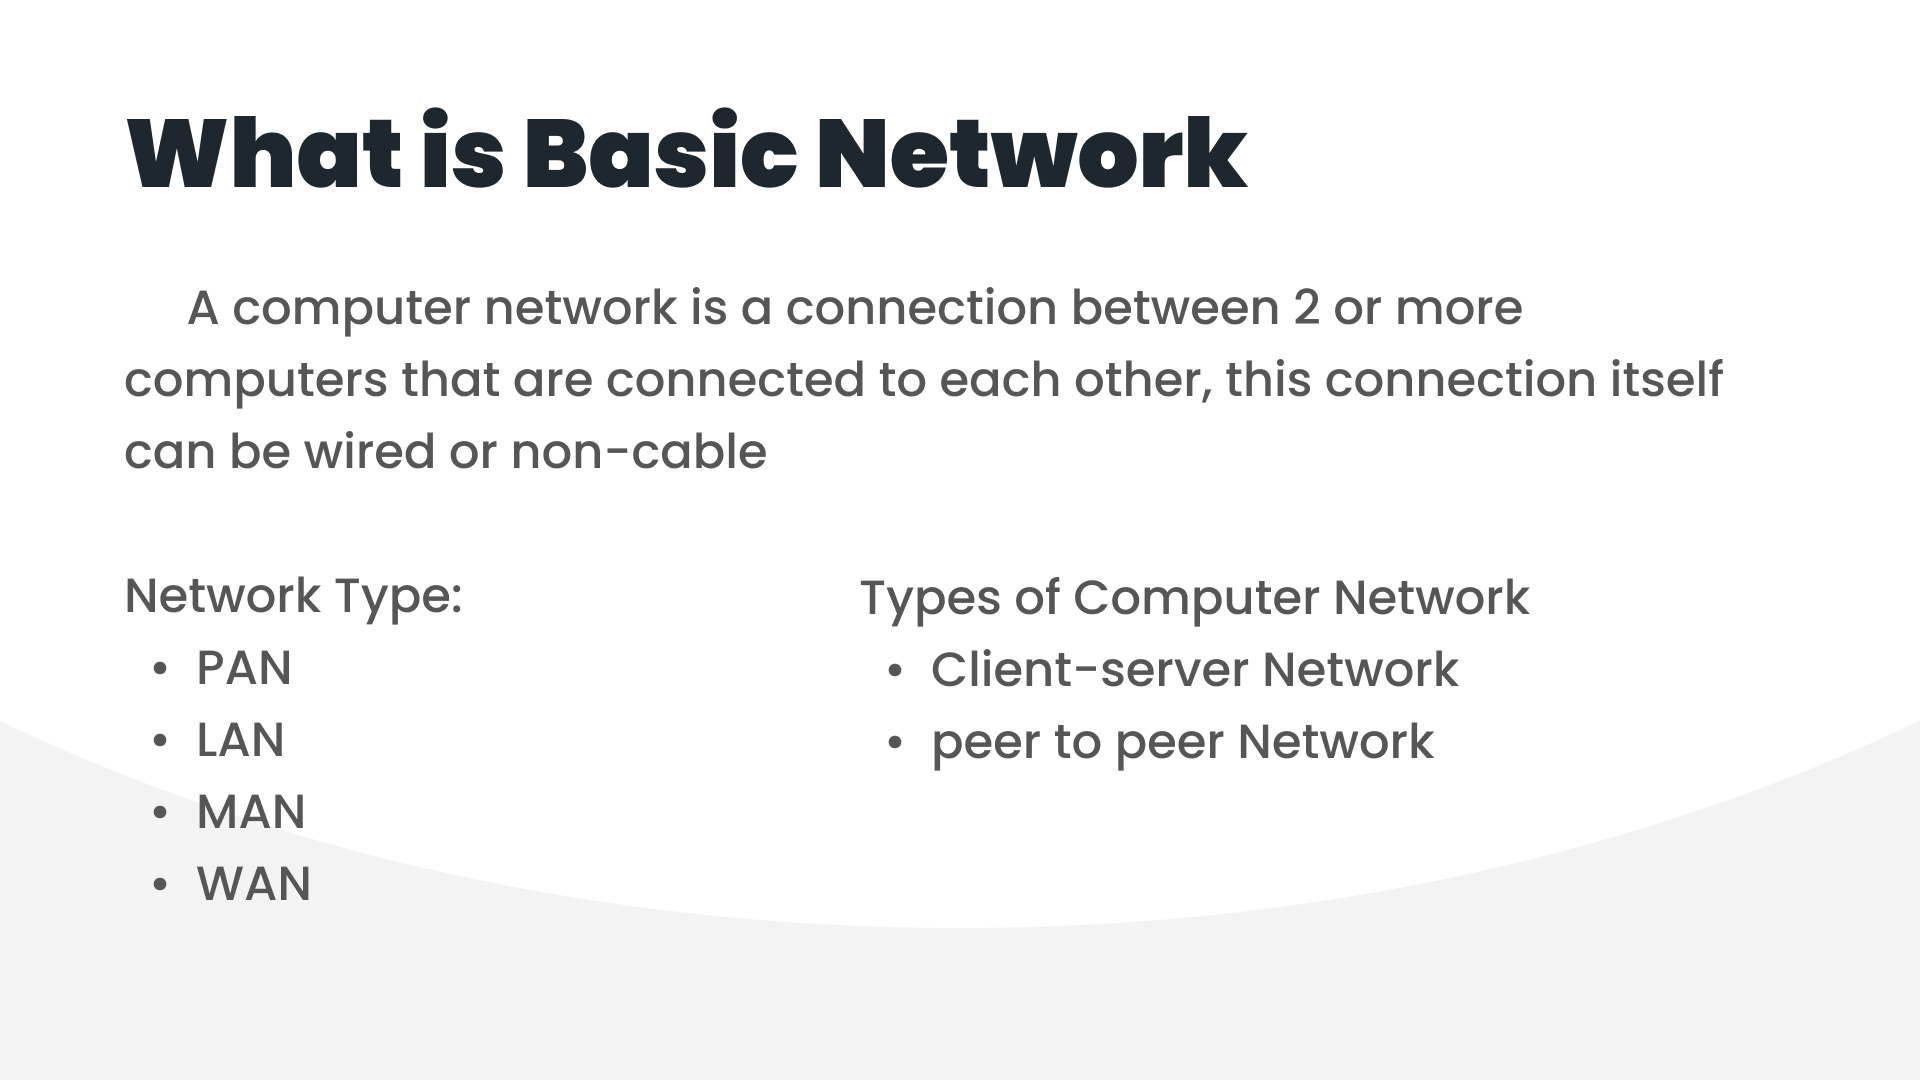 What is Basic Network
A computer network is a connection between 2 or more
computers that are connected to each other, this connection itself
can be wired or non-cable
Network Type:
• PAN
• LAN
• MAN
• WAN
Types of Computer Network
• Client-server Network
• peer to peer Network